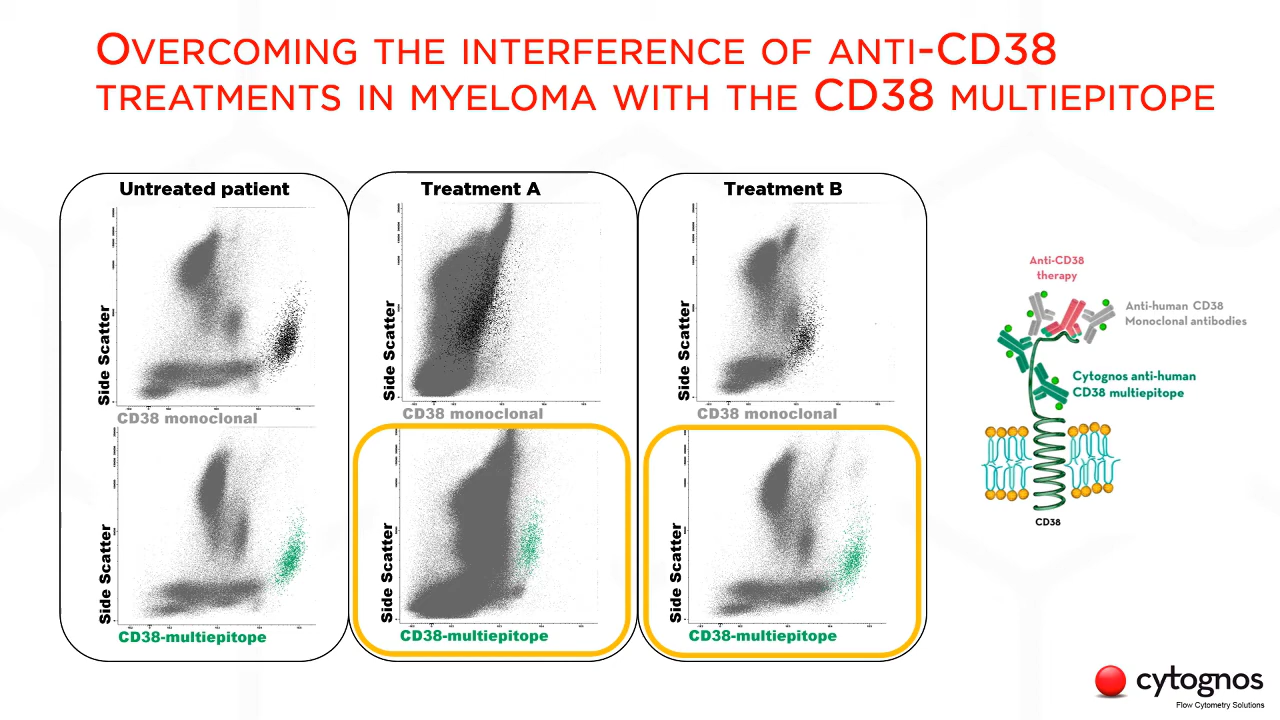 OVERCOMING THE INTERFERENCE OF ANTI-CD38
TREATMENTS IN MYELOMA WITH THE CD38 MULTIEPITOPE
Untreated patient
Side Scatter
CD38 monoclonal
Side Scatter
CD38-multiepitope
Treatment A
Side Scatter
CD38 monoclonal
Side Scatter
CD38-multiepitope
Treatment B
Side Scatter
CD38 monoclonal
Side Scatter
CD38-multiepitope
Anti-CD38
therapy
Anti-human CD38
Monoclonal antibodies
Cytognos anti-human
CD38 multiepitope
CD38
cytognos
Flow Cytometry Solutions